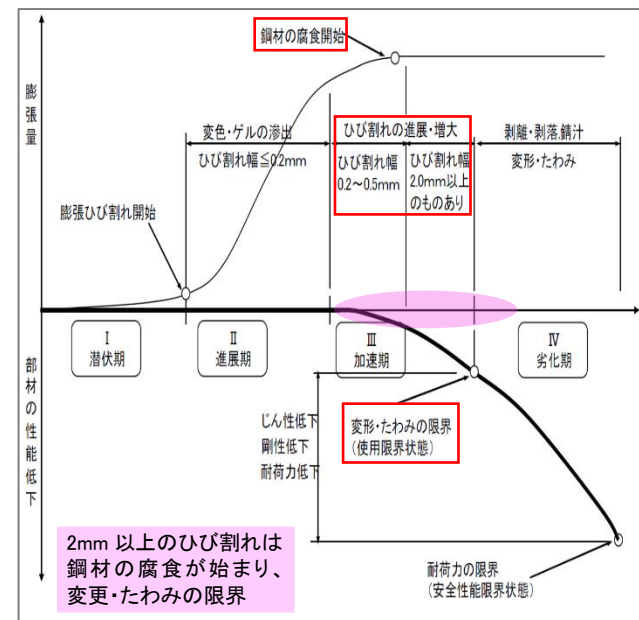 鋼材の腐食開始
膨張量
変色・ゲルの滲出
ひび割れ幅≦0.2mm
ひび割れの進展・増大
ひび割れ幅
0.2～0.5mm
ひび割れ幅
2.0mm以上
のものあり
剥離・剥落,錆汁
変形・たわみ
膨張ひび割れ開始
Ⅰ
潜伏期
Ⅱ
進展期
Ⅲ
加速期
Ⅳ
劣化期
部材の性能低下
じん性低下
剛性低下
耐荷力低下
変形・たわみの限界
(使用限界状態)
2mm 以上のひび割れは
鋼材の腐食が始まり、
変更・たわみの限界
耐荷力の限界
(安全性能限界状態)